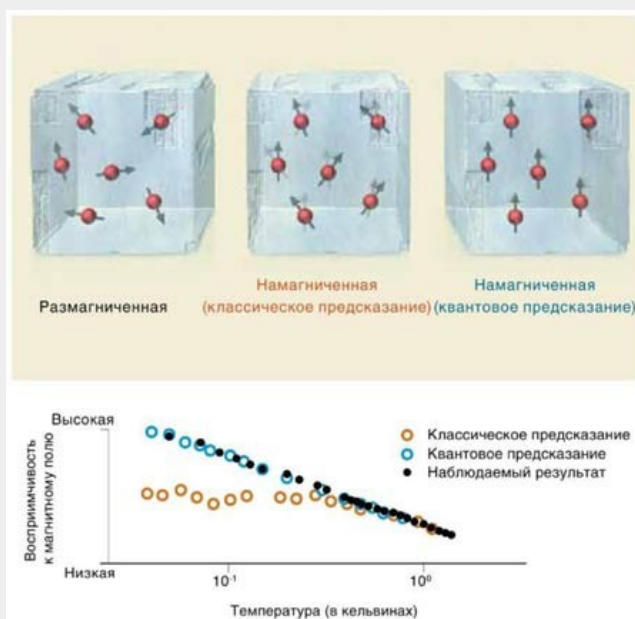 Размагниченная
Намагниченная
(классическое предсказание)
Намагниченная
(квантовое предсказание)
Высокая
Восприимчивость
к магнитному полю
Низкая
10⁻¹
10⁰
Температура (в кельвинах)
Классическое предсказание
Квантовое предсказание
Наблюдаемый результат